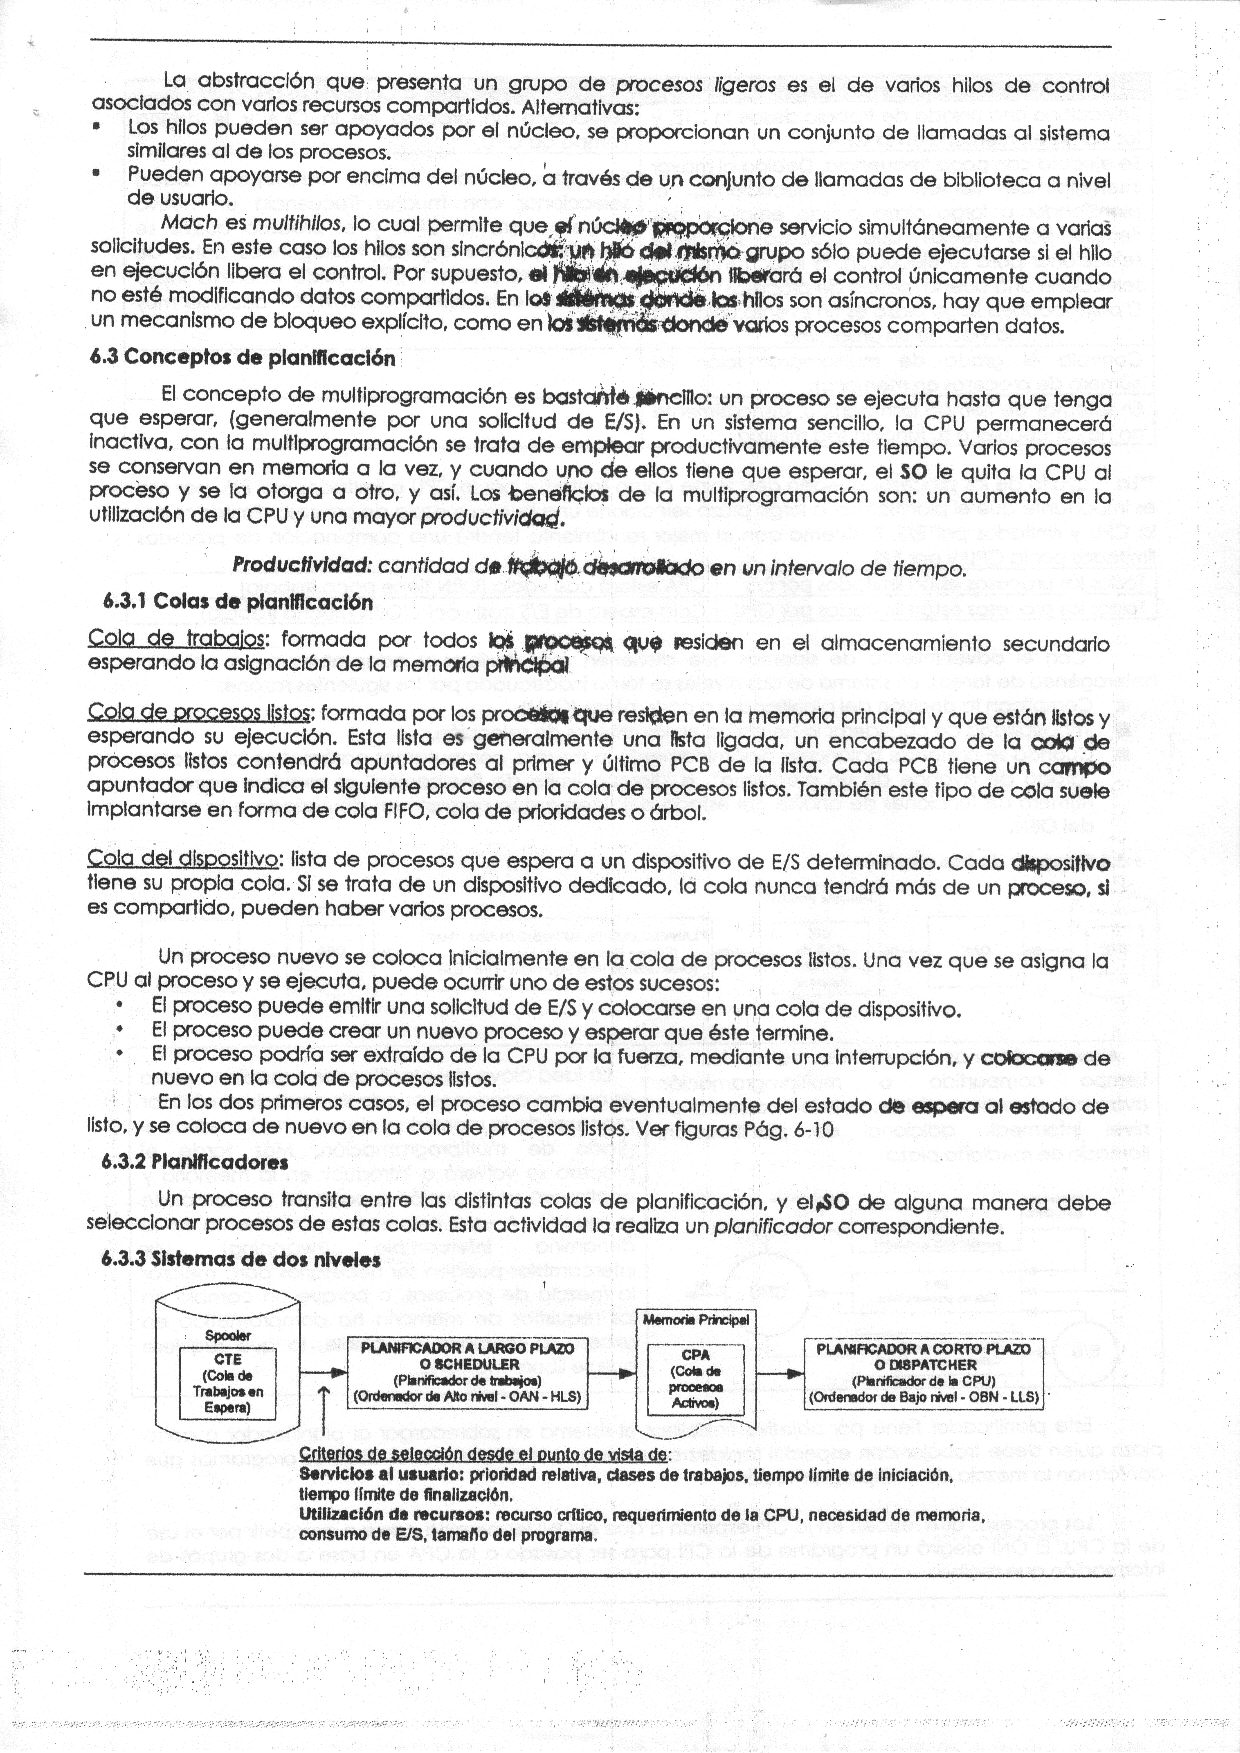 La abstracción que presenta un grupo de procesos ligeros es el de varios hilos de control
asociados con varios recursos compartidos. Alternativas:
▪ Los hilos pueden ser apoyados por el núcleo, se proporcionan un conjunto de llamadas al sistema
similares al de los procesos.
▪ Pueden apoyarse por encima del núcleo, a través de un conjunto de llamadas de biblioteca a nivel
de usuario.
Mach es multihilos, lo cual permite que el núcleo proporcione servicio simultáneamente a varias
solicitudes. En este caso los hilos son sincrónicos: un hilo del mismo grupo sólo puede ejecutarse si el hilo
en ejecución libera el control. Por supuesto, el hilo en ejecución liberará el control únicamente cuando
no esté modificando datos compartidos. En los sistemas donde los hilos son asíncronos, hay que emplear
un mecanismo de bloqueo explícito, como en los sistemas donde varios procesos comparten datos.
6.3 Conceptos de planificación
El concepto de multiprogramación es bastante sencillo: un proceso se ejecuta hasta que tenga
que esperar, (generalmente por una solicitud de E/S). En un sistema sencillo, la CPU permanecerá
inactiva, con la multiprogramación se trata de emplear productivamente este tiempo. Varios procesos
se conservan en memoria a la vez, y cuando uno de ellos tiene que esperar, el SO le quita la CPU al
proceso y se la otorga a otro, y así. Los beneficios de la multiprogramación son: un aumento en la
utilización de la CPU y una mayor productividad.
Productividad: cantidad de trabajo desarrollado en un intervalo de tiempo.
6.3.1 Colas de planificación
Cola de trabajos: formada por todos los procesos que residen en el almacenamiento secundario
esperando la asignación de la memoria principal
Cola de procesos listos: formada por los procesos que residen en la memoria principal y que están listos y
esperando su ejecución. Esta lista es generalmente una lista ligada, un encabezado de la cola de
procesos listos contendrá apuntadores al primer y último PCB de la lista. Cada PCB tiene un campo
apuntador que indica el siguiente proceso en la cola de procesos listos. También este tipo de cola suele
implantarse en forma de cola FIFO, cola de prioridades o árbol.
Cola del dispositivo: lista de procesos que espera a un dispositivo de E/S determinado. Cada dispositivo
tiene su propia cola. Si se trata de un dispositivo dedicado, la cola nunca tendrá más de un proceso, si
es compartido, pueden haber varios procesos.
Un proceso nuevo se coloca inicialmente en la cola de procesos listos. Una vez que se asigna la
CPU al proceso y se ejecuta, puede ocurrir uno de estos sucesos:
• El proceso puede emitir una solicitud de E/S y colocarse en una cola de dispositivo.
• El proceso puede crear un nuevo proceso y esperar que éste termine.
• El proceso podría ser extraído de la CPU por la fuerza, mediante una interrupción, y colocarse de
nuevo en la cola de procesos listos.
En los dos primeros casos, el proceso cambia eventualmente del estado de espera al estado de
listo, y se coloca de nuevo en la cola de procesos listos. Ver figuras Pág. 6-10
6.3.2 Planificadores
Un proceso transita entre las distintas colas de planificación, y el SO de alguna manera debe
seleccionar procesos de estas colas. Esta actividad la realiza un planificador correspondiente.
6.3.3 Sistemas de dos niveles
Spooler
CTE
(Cola de
Trabajos en
Espera)
PLANIFICADOR A LARGO PLAZO
O SCHEDULER
(Planificador de trabajos)
(Ordenador de Alto nivel - OAN - HLS)
Memoria Principal
CPA
(Cola de
procesos
Activos)
PLANIFICADOR A CORTO PLAZO
O DISPATCHER
(Planificador de la CPU)
(Ordenador de Bajo nivel - OBN - LLS)
Criterios de selección desde el punto de vista de:
Servicios al usuario: prioridad relativa, clases de trabajos, tiempo límite de iniciación,
tiempo límite de finalización.
Utilización de recursos: recurso crítico, requerimiento de la CPU, necesidad de memoria,
consumo de E/S, tamaño del programa.